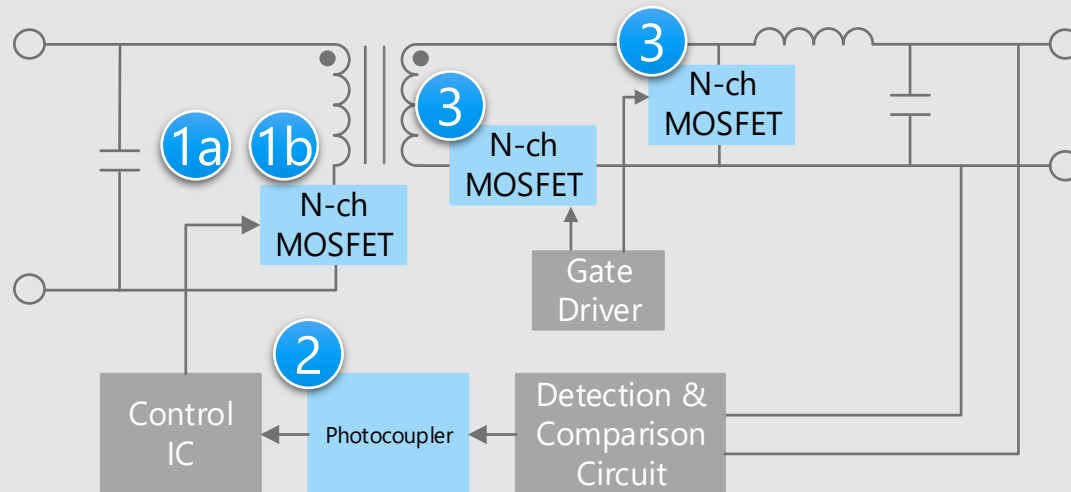 3
N-ch
MOSFET
3
N-ch
MOSFET
1a
1b
N-ch
MOSFET
Gate
Driver
2
Control
IC
Photocoupler
Detection &
Comparison
Circuit